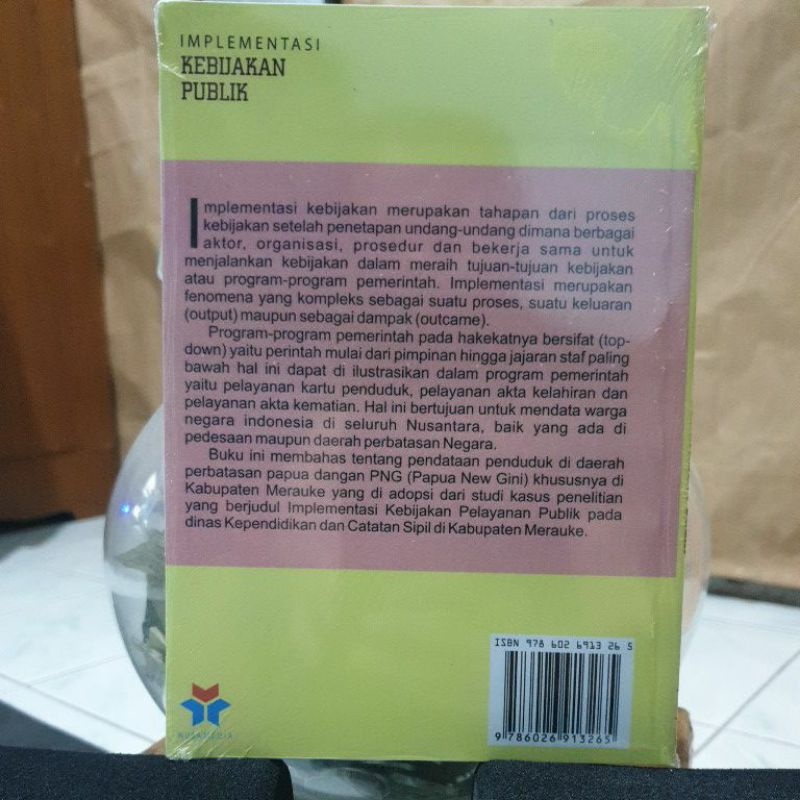 IMPLEMENTASI
KEBIJAKAN
PUBLIK
Implementasi kebijakan merupakan tahapan dari proses
kebijakan setelah penetapan undang-undang dimana berbagai
aktor, organisasi, prosedur dan bekerja sama untuk
menjalankan kebijakan dalam meraih tujuan-tujuan kebijakan
atau program-program pemerintah. Implementasi merupakan
fenomena yang kompleks sebagai suatu proses, suatu keluaran
(output) maupun sebagai dampak (outcame).
Program-program pemerintah pada hakekatnya bersifat (top-
down) yaitu perintah mulai dari pimpinan hingga jajaran staf paling
bawah hal ini dapat di ilustrasikan dalam program pemerintah
yaitu pelayanan kartu penduduk, pelayanan akta kelahiran dan
pelayanan akta kematian. Hal ini bertujuan untuk mendata warga
negara indonesia di seluruh Nusantara, baik yang ada di
pedesaan maupun daerah perbatasan Negara.
Buku ini membahas tentang pendataan penduduk di daerah
perbatasan papua dangan PNG (Papua New Gini) khususnya di
Kabupaten Merauke yang di adopsi dari studi kasus penelitian
yang berjudul Implementasi Kebijakan Pelayanan Publik pada
dinas Kependidikan dan Catatan Sipil di Kabupaten Merauke.
ISBN 978 602 6913 26 5
9 786026 913265
NUSAMEDIA